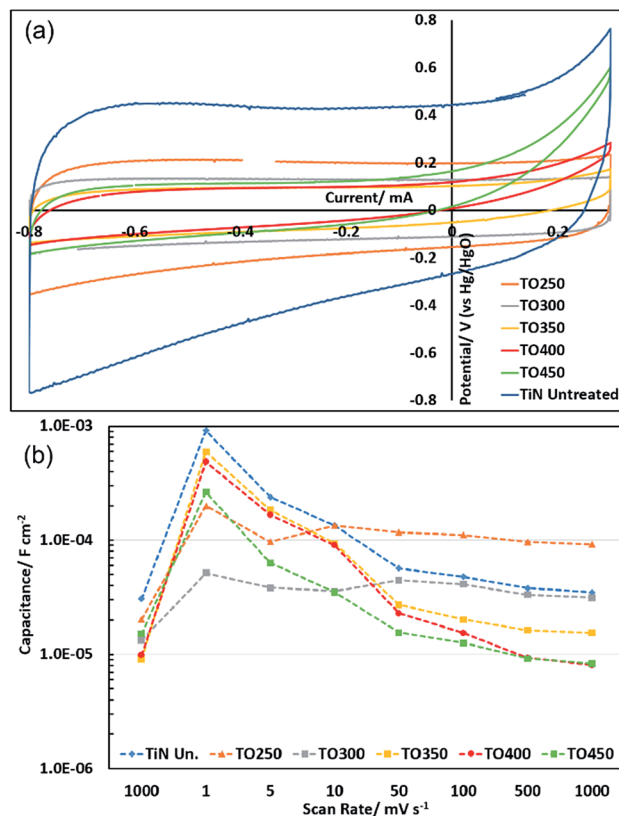 (a)
0.8
0.6
0.4
0.2
0
-0.2
-0.4
-0.6
-0.8
Current/ mA
-0.8
-0.6
-0.4
-0.2
0
0.2
Potential/ V (vs Hg/HgO)
TO250
TO300
TO350
TO400
TO450
TiN Untreated
(b)
1.0E-03
1.0E-04
1.0E-05
1.0E-06
Capacitance/ F cm-2
TiN Un.
TO250
TO300
TO350
TO400
TO450
1000
1
5
10
50
100
500
1000
Scan Rate/ mV s-1